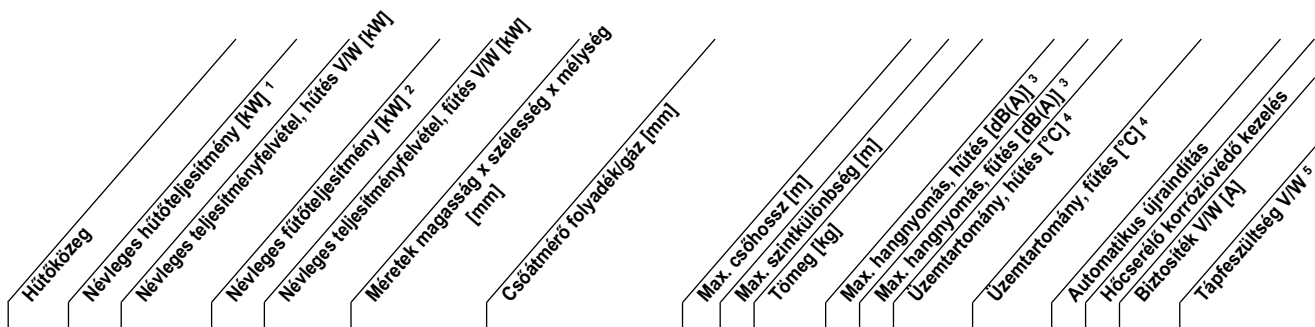 Hűtőközeg
Névleges hűtőteljesítmény [kW] 1
Névleges teljesítményfelvétel, hűtés V/W [kW]
Névleges fűtőteljesítmény [kW] 2
Névleges teljesítményfelvétel, fűtés V/W [kW]
Méretek magasság x szélesség x mélység
[mm]
Csőátmérő folyadék/gáz [mm]
Max. csőhossz [m]
Max. szintkülönbség [m]
Tömeg [kg]
Max. hangnyomás, hűtés [dB(A)] 3
Max. hangnyomás, fűtés [dB(A)] 3
Üzemtartomány, hűtés [°C] 4
Üzemtartomány, fűtés [°C] 4
Automatikus újraindítás
Hőcserélő korrózióvédő kezelés
Biztosíték V/W [A]
Tápfeszültség V/W 5